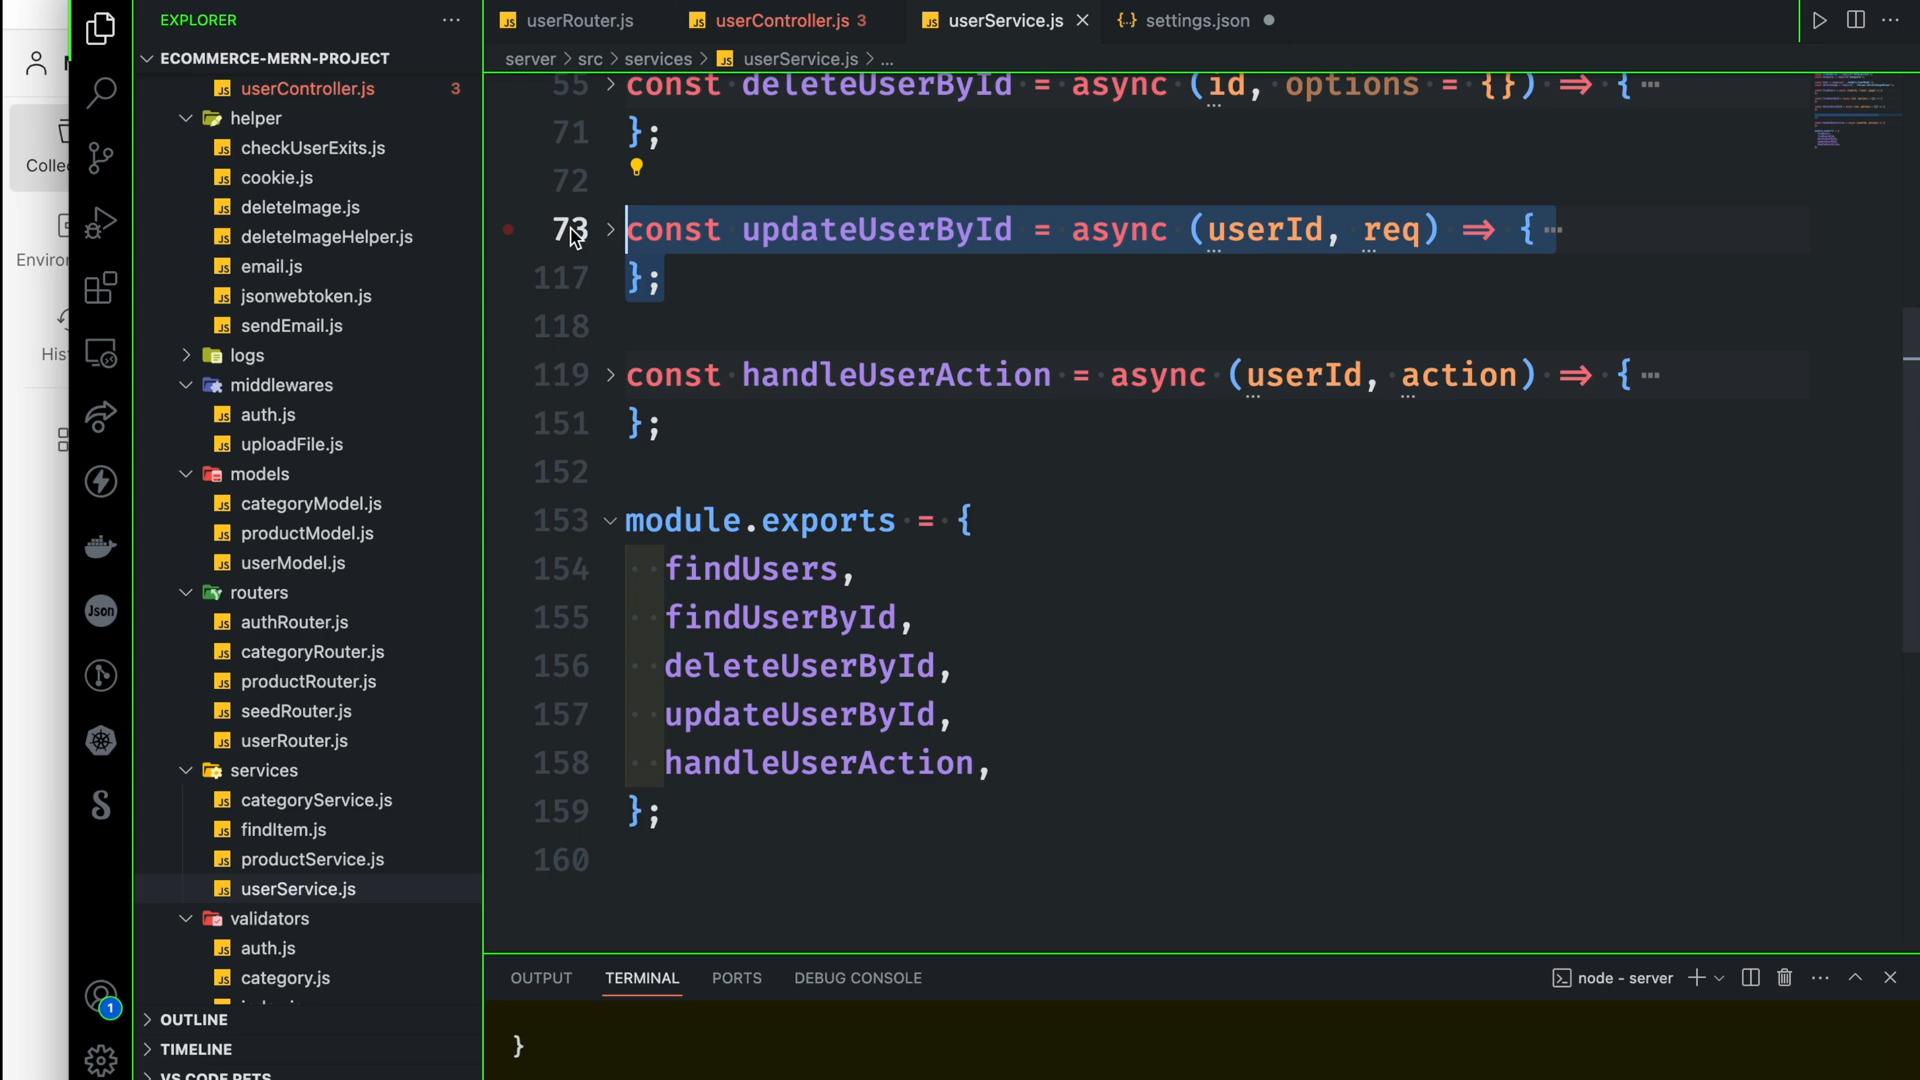 EXPLORER
ECOMMERCE-MERN-PROJECT
userController.js 3
helper
checkUserExits.js
cookie.js
deleteImage.js
deleteImageHelper.js
email.js
jsonwebtoken.js
sendEmail.js
logs
middlewares
auth.js
uploadFile.js
models
categoryModel.js
productModel.js
userModel.js
routers
authRouter.js
categoryRouter.js
productRouter.js
seedRouter.js
userRouter.js
services
categoryService.js
findItem.js
productService.js
userService.js
validators
auth.js
category.js
OUTLINE
TIMELINE
VS CODE PETS
Collec
Environ
Hist
Json
1
userRouter.js userController.js 3 userService.js settings.json
server > src > services > userService.js > ...
55 const deleteUserById = async (id, options = {}) => {
71 };
72
73 const updateUserById = async (userId, req) => {
117 };
118
119 const handleUserAction = async (userId, action) => {
151 };
152
153 module.exports = {
154 findUsers,
155 findUserById,
156 deleteUserById,
157 updateUserById,
158 handleUserAction,
159 };
160
OUTPUT TERMINAL PORTS DEBUG CONSOLE node - server
}